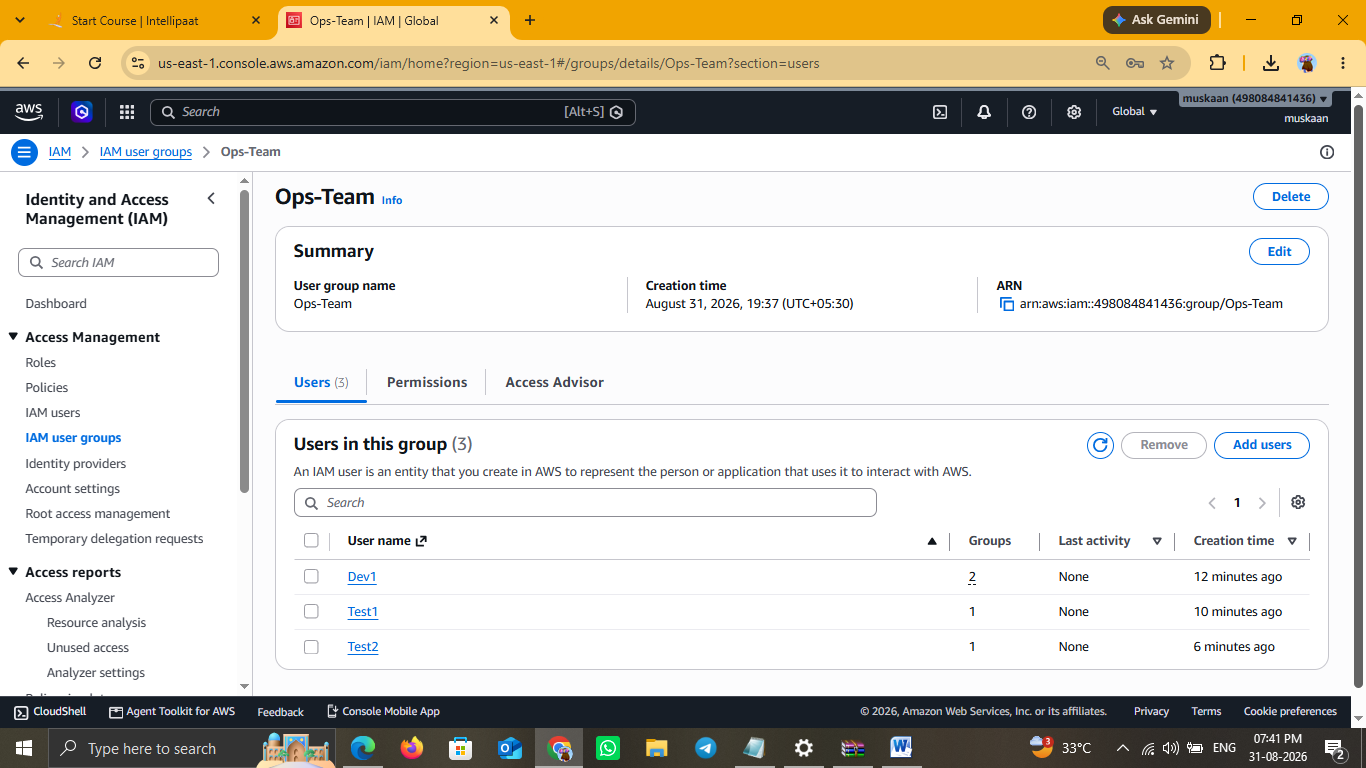 Start Course | Intellipaat
Ops-Team | IAM | Global
Ask Gemini
us-east-1.console.aws.amazon.com/iam/home?region=us-east-1#/groups/details/Ops-Team?section=users
aws
Search
[Alt+S]
Global
muskaan (498084841436)
muskaan
IAM
IAM user groups
Ops-Team
Identity and Access
Management (IAM)
Search IAM
Dashboard
Access Management
Roles
Policies
IAM users
IAM user groups
Identity providers
Account settings
Root access management
Temporary delegation requests
Access reports
Access Analyzer
Resource analysis
Unused access
Analyzer settings
Ops-Team Info
Delete
Summary
Edit
User group name
Ops-Team
Creation time
August 31, 2026, 19:37 (UTC+05:30)
ARN
arn:aws:iam::498084841436:group/Ops-Team
Users (3)
Permissions
Access Advisor
Users in this group (3)
Remove
Add users
An IAM user is an entity that you create in AWS to represent the person or application that uses it to interact with AWS.
Search
1
User name Groups Last activity Creation time
Dev1 2 None 12 minutes ago
Test1 1 None 10 minutes ago
Test2 1 None 6 minutes ago
CloudShell
Agent Toolkit for AWS
Feedback
Console Mobile App
© 2026, Amazon Web Services, Inc. or its affiliates.
Privacy
Terms
Cookie preferences
Type here to search
3
33°C
ENG
07:41 PM
31-08-2026
2